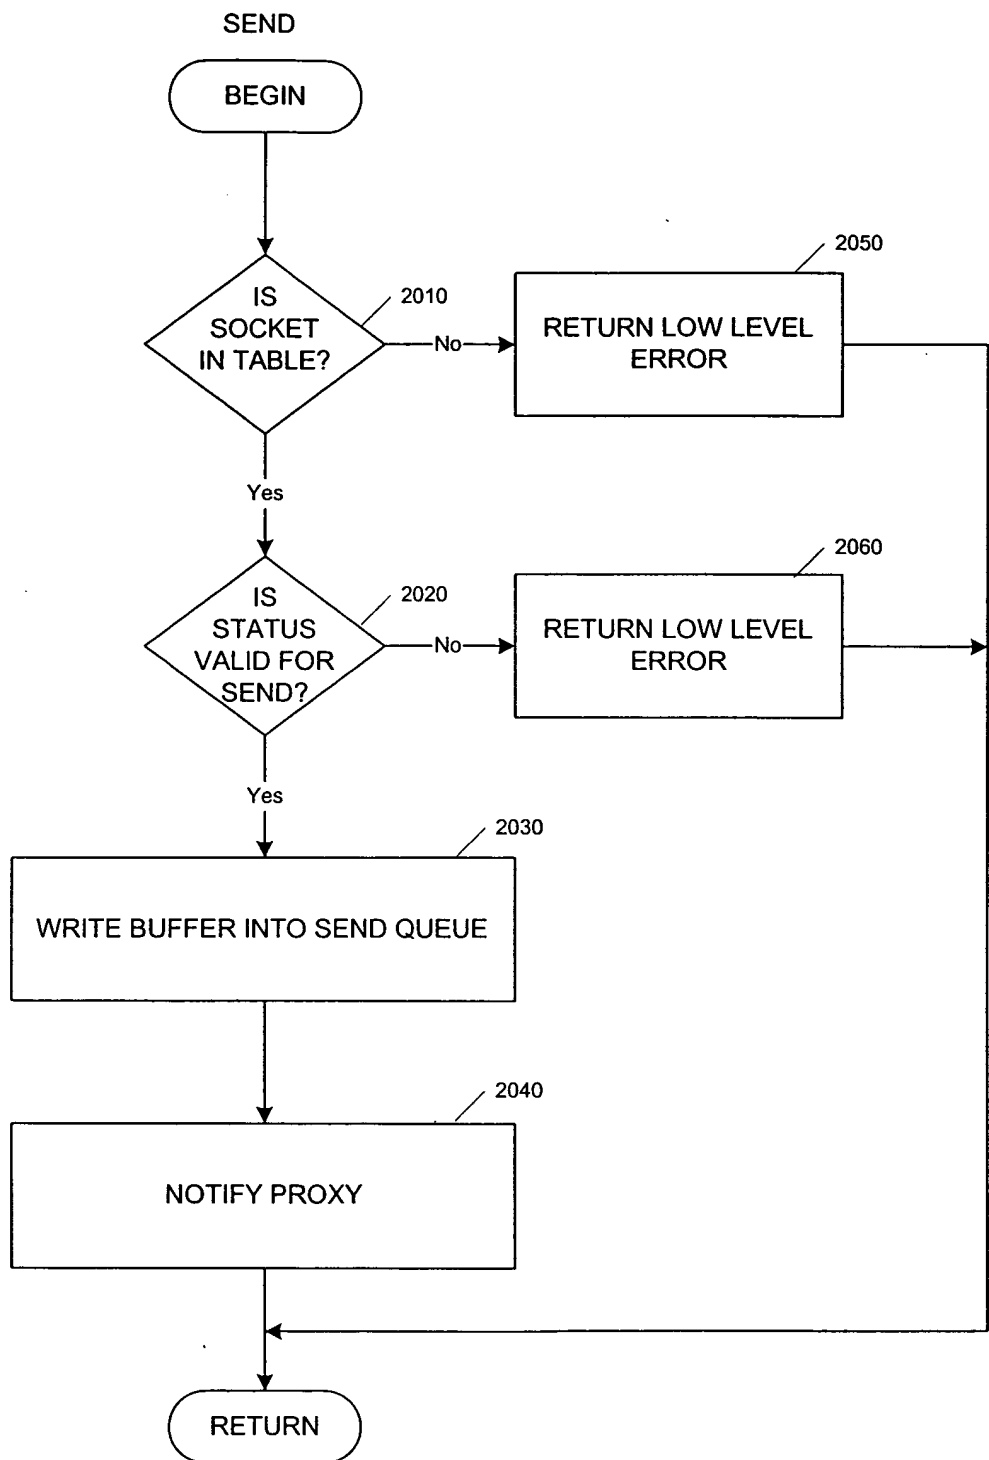 SEND
BEGIN
2050
IS
SOCKET
IN TABLE?
2010
No
RETURN LOW LEVEL
ERROR
Yes
2060
IS
STATUS
VALID FOR
SEND?
2020
No
RETURN LOW LEVEL
ERROR
Yes
2030
WRITE BUFFER INTO SEND QUEUE
2040
NOTIFY PROXY
RETURN